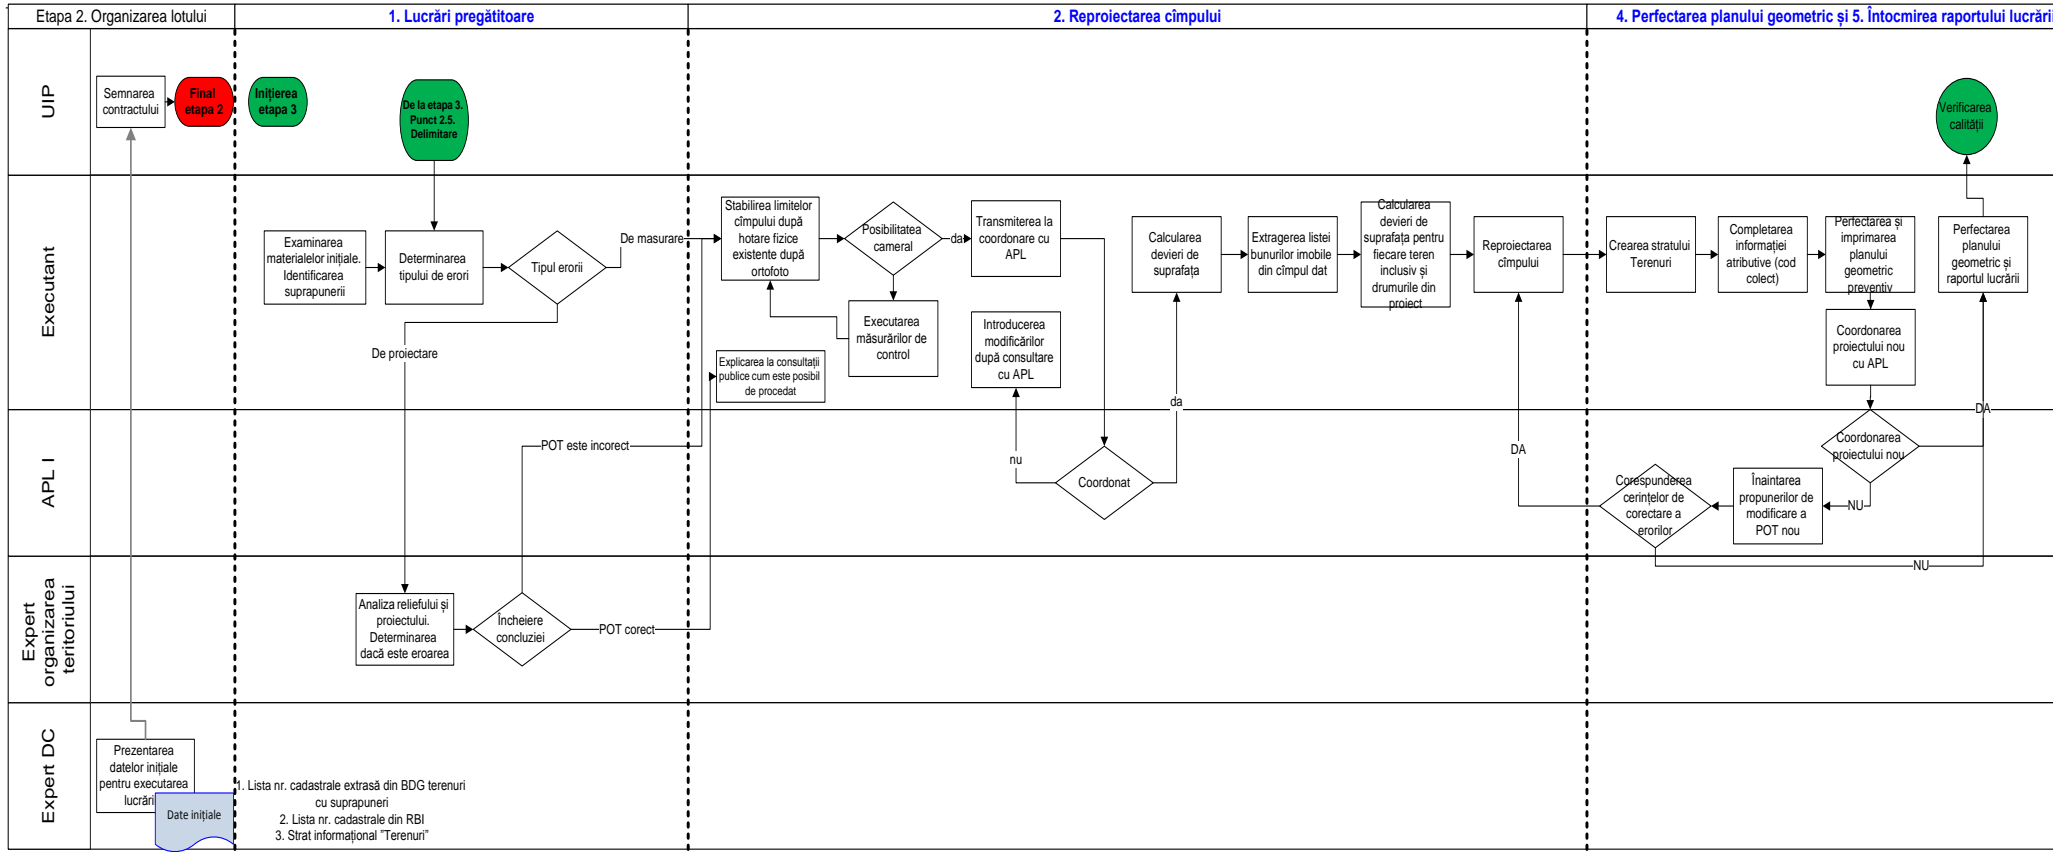 Etapa 2. Organizarea lotului
1. Lucrări pregătitoare
2. Reproiectarea cîmpului
4. Perfectarea planului geometric și 5. Întocmirea raportului lucrării
UIP
Semnarea
contractului
Final
etapa 2
Inițierea
etapa 3
De la etapa 3.
Punct 2.5.
Delimitare
Verificarea
calității
Executant
Examinarea
materialelor inițiale.
Identificarea
suprapunerii
Determinarea
tipului de erori
Tipul erorii
De masurare
De proiectare
Stabilirea limitelor
cîmpului după
hotare fizice
existente după
ortofoto
Posibilitatea
cameral
da
Transmiterea la
coordonare cu
APL
Executarea
măsurărilor de
control
Explicarea la consultații
publice cum este posibil
de procedat
Introducerea
modificărilor
după consultare
cu APL
Calcularea
devieri de
suprafața
Extragerea listei
bunurilor imobile
din cîmpul dat
Calcularea
devieri de
suprafața pentru
fiecare teren
inclusiv și
drumurile din
proiect
Reproiectarea
cîmpului
Crearea stratului
Terenuri
Completarea
informației
atributive (cod
colect)
Perfectarea și
imprimarea
planului
geometric
preventiv
Perfectarea
planului
geometric și
raportul lucrării
Coordonarea
proiectului nou
cu APL
APL I
POT este incorect
nu
Coordonat
da
DA
Corespunderea
cerințelor de
corectare a
erorilor
Înaintarea
propunerilor de
modificare a
POT nou
NU
Coordonarea
proiectului nou
DA
NU
Expert
organizarea
teritoriului
Analiza reliefului și
proiectului.
Determinarea
dacă este eroarea
Încheiere
concluziei
POT corect
Expert DC
Prezentarea
datelor inițiale
pentru executarea
lucrări
Date inițiale
1. Lista nr. cadastrale extrasă din BDG terenuri
cu suprapuneri
2. Lista nr. cadastrale din RBI
3. Strat informațional "Terenuri"